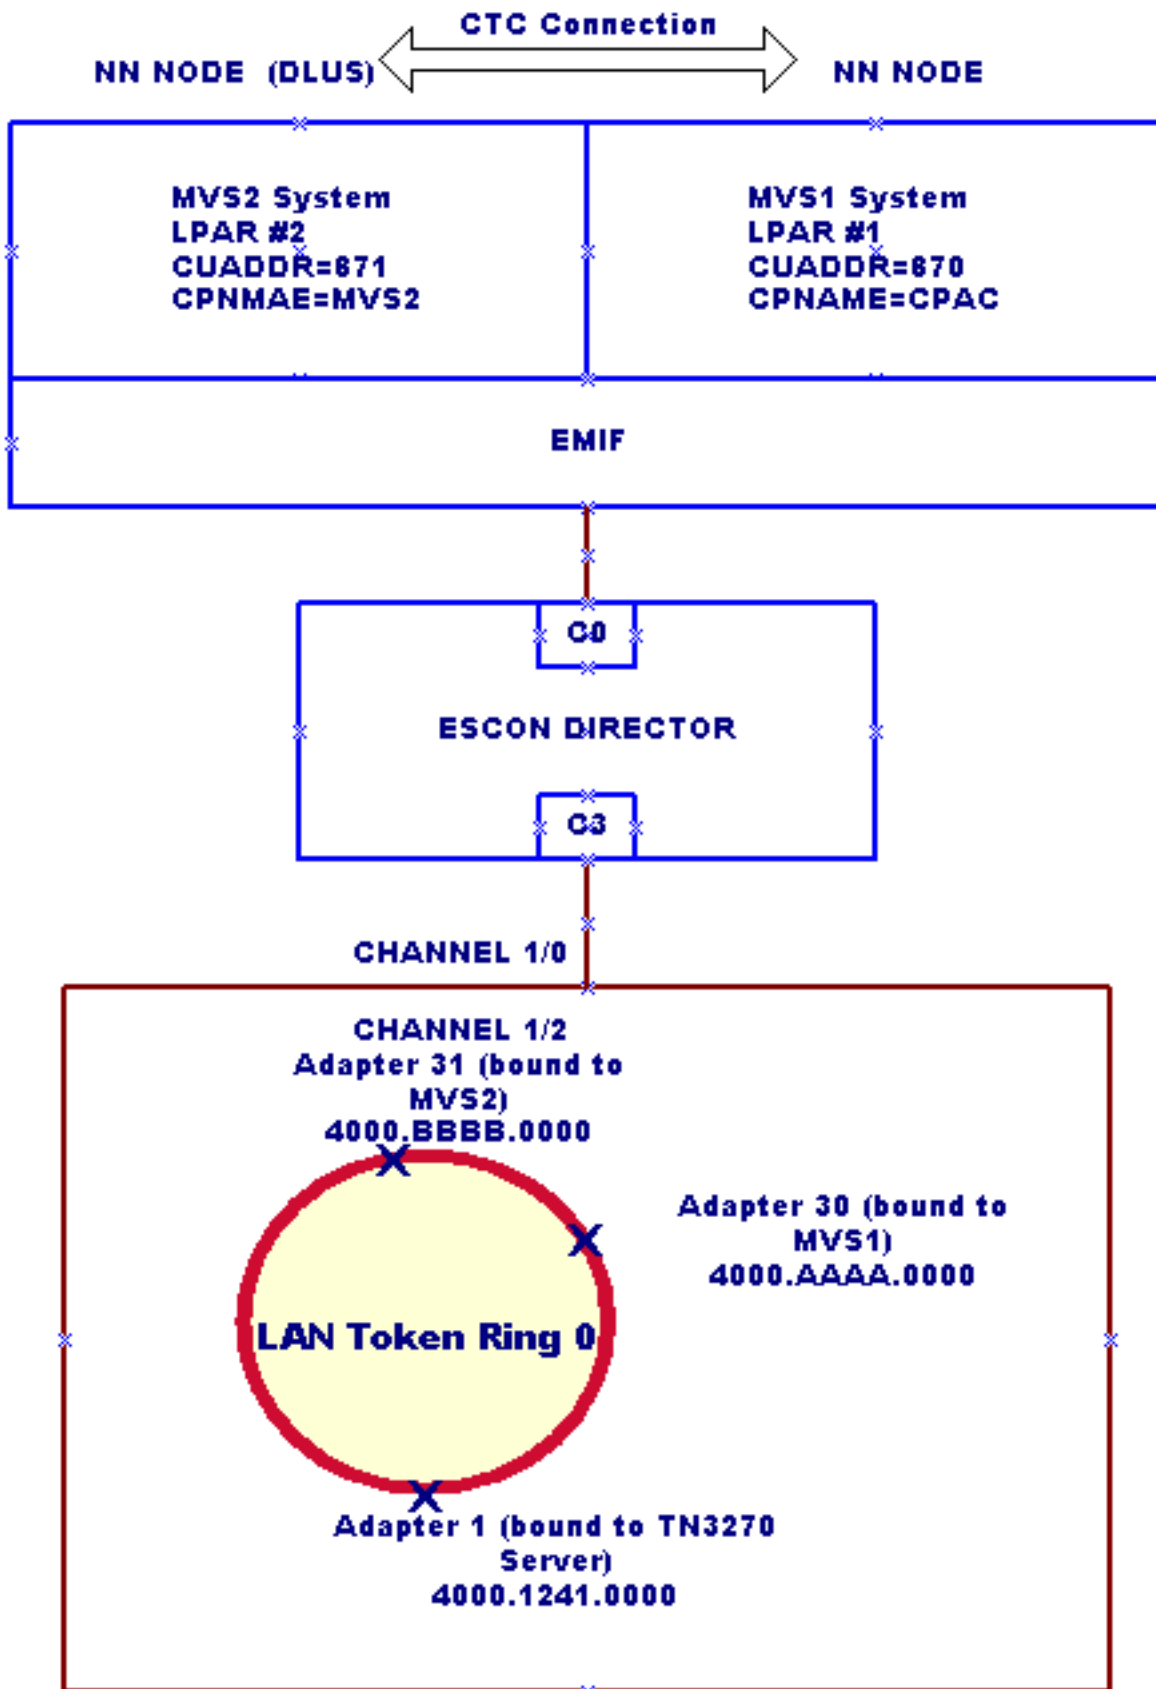 CTC Connection
NN NODE (DLUS)
NN NODE
MVS2 System
LPAR #2
CUADDR=671
CPNMAE=MVS2
MVS1 System
LPAR #1
CUADDR=670
CPNAME=CPAC
EMIF
C0
ESCON DIRECTOR
C3
CHANNEL 1/0
CHANNEL 1/2
Adapter 31 (bound to
MVS2)
4000.BBBB.0000
Adapter 30 (bound to
MVS1)
4000.AAAA.0000
LAN Token Ring 0
Adapter 1 (bound to TN3270
Server)
4000.1241.0000